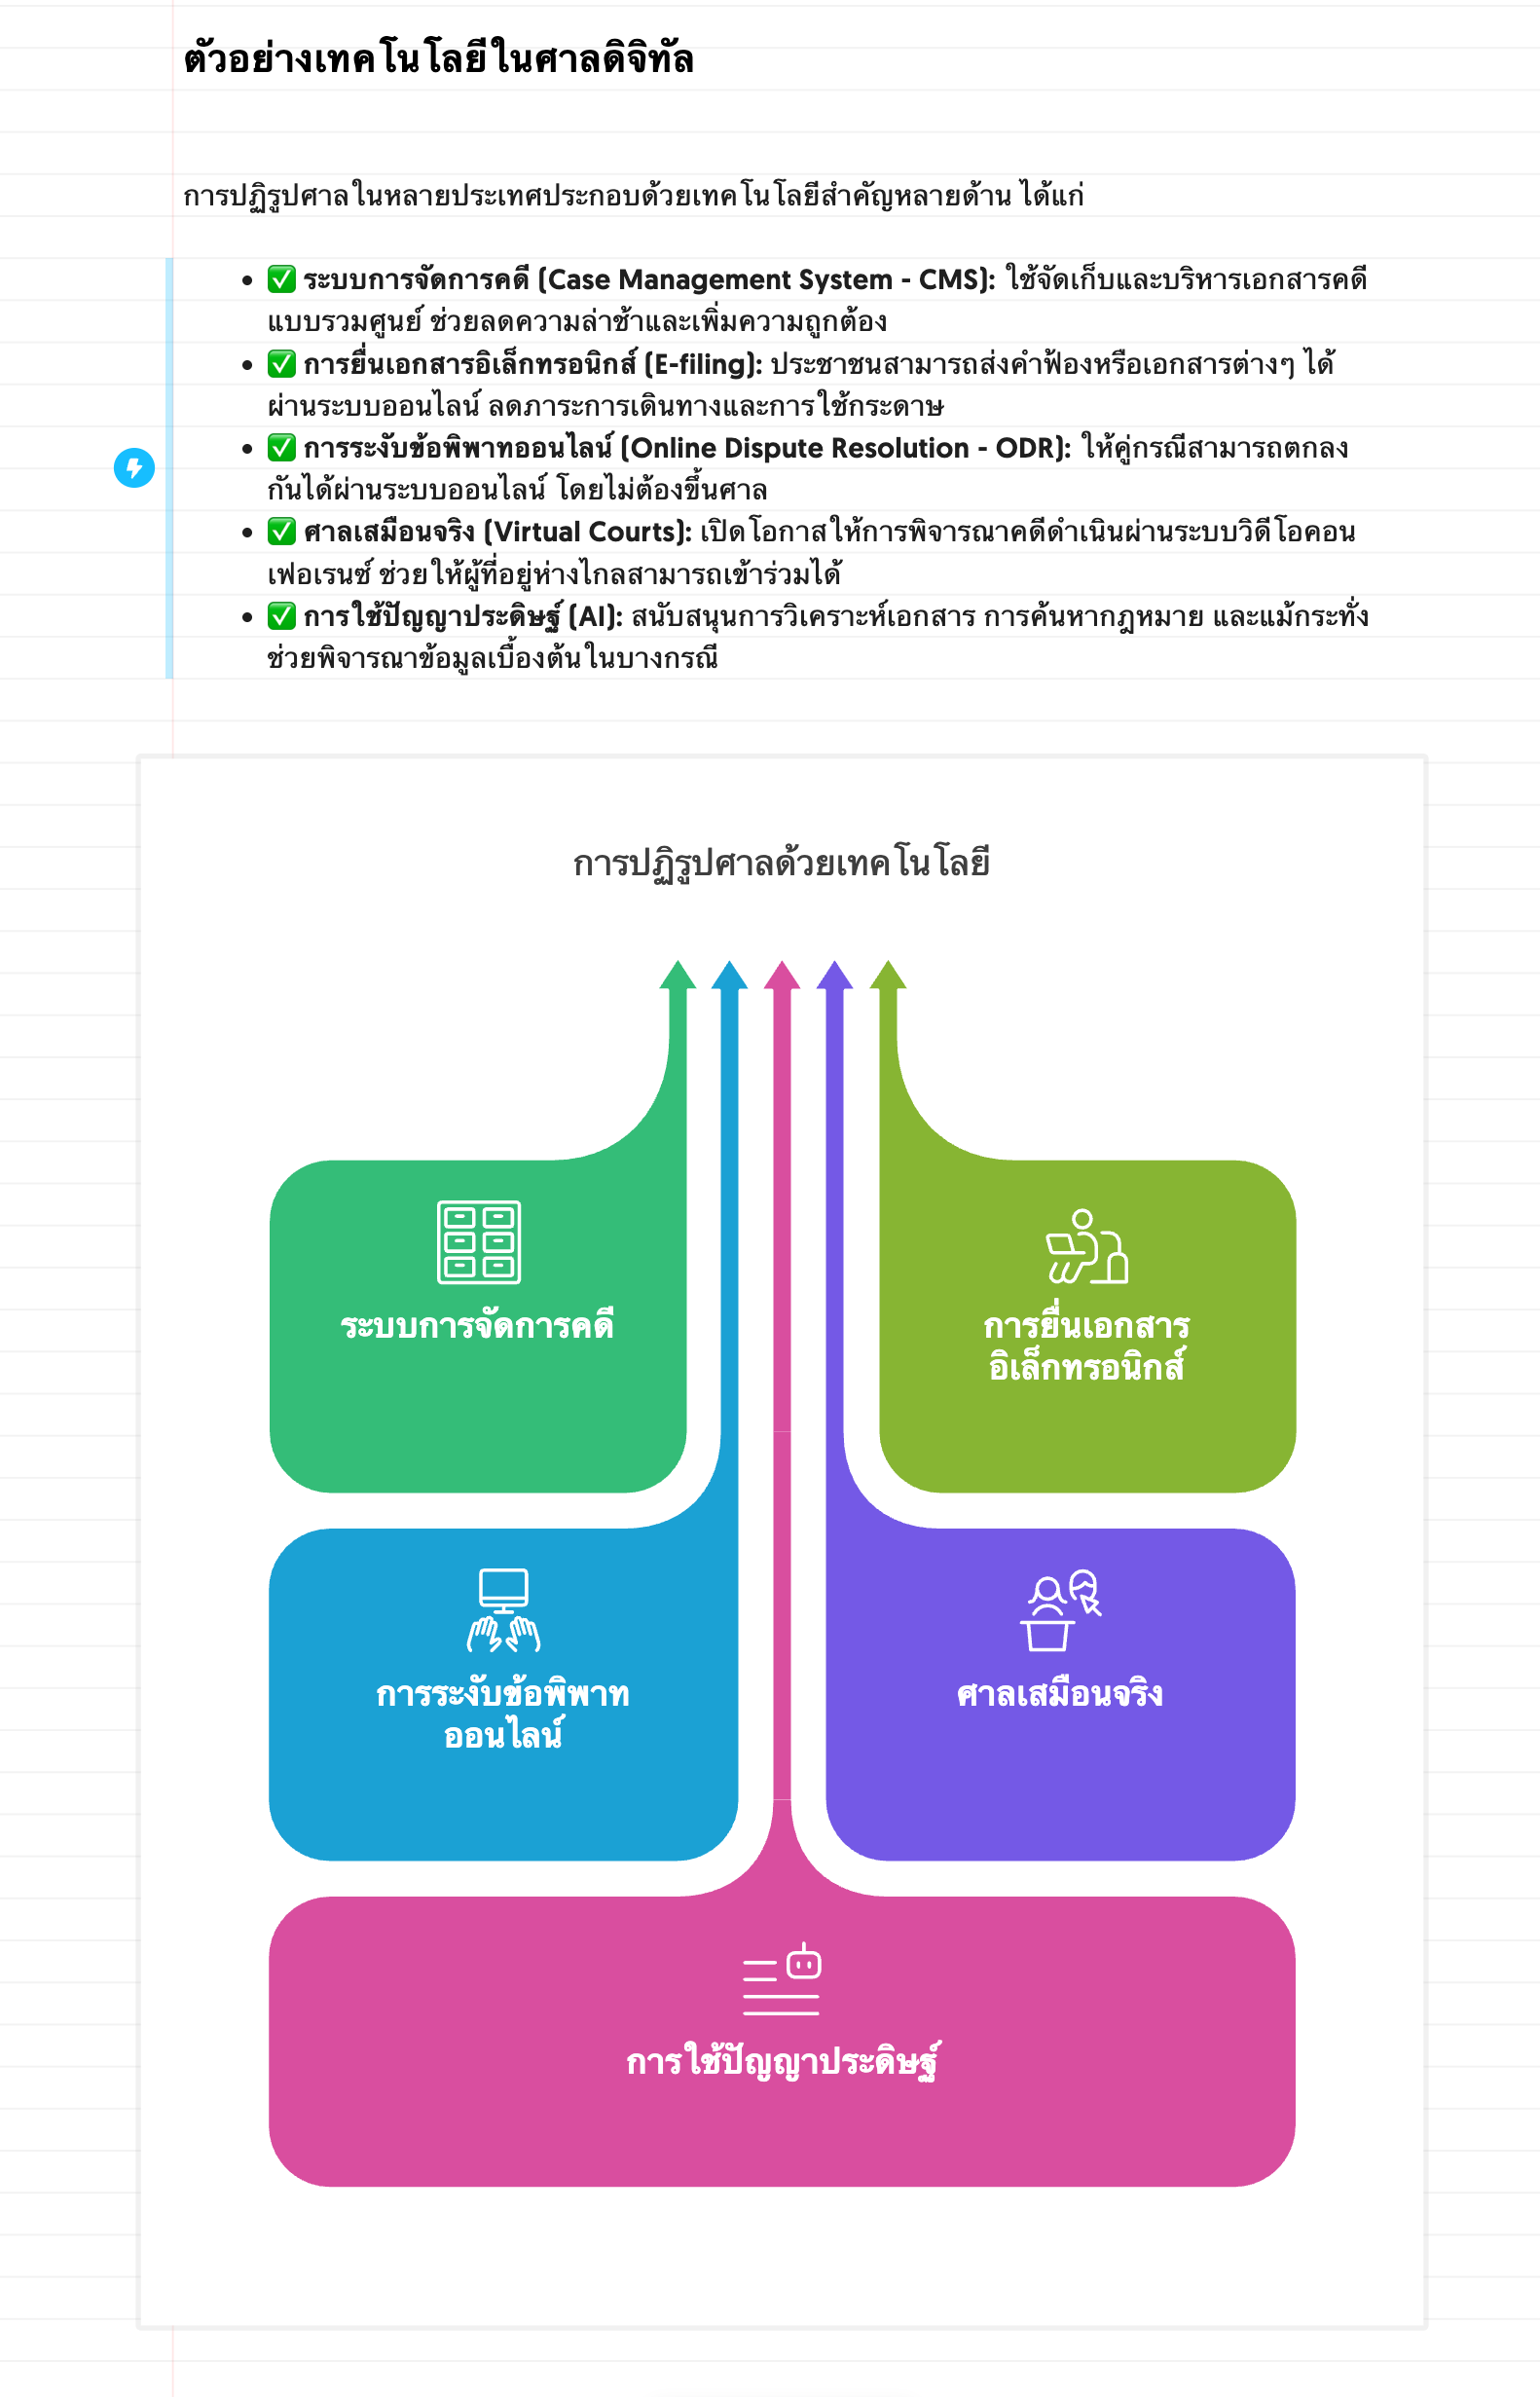 ตัวอย่างเทคโนโลยีในศาลดิจิทัล
การปฏิรูปศาลในหลายประเทศประกอบด้วยเทคโนโลยีสำคัญหลายด้าน ได้แก่
• ✅ ระบบการจัดการคดี (Case Management System - CMS): ใช้จัดเก็บและบริหารเอกสารคดี
แบบรวมศูนย์ ช่วยลดความล่าช้าและเพิ่มความถูกต้อง
• ✅ การยื่นเอกสารอิเล็กทรอนิกส์ (E-filing): ประชาชนสามารถส่งคำฟ้องหรือเอกสารต่างๆ ได้
ผ่านระบบออนไลน์ ลดภาระการเดินทางและการใช้กระดาษ
• ✅ การระงับข้อพิพาทออนไลน์ (Online Dispute Resolution - ODR): ให้คู่กรณีสามารถตกลง
กันได้ผ่านระบบออนไลน์ โดยไม่ต้องขึ้นศาล
• ✅ ศาลเสมือนจริง (Virtual Courts): เปิดโอกาสให้การพิจารณาคดีดำเนินผ่านระบบวิดีโอคอน
เฟอเรนซ์ ช่วยให้ผู้ที่อยู่ห่างไกลสามารถเข้าร่วมได้
• ✅ การใช้ปัญญาประดิษฐ์ (AI): สนับสนุนการวิเคราะห์เอกสาร การค้นหากฎหมาย และแม้กระทั่ง
ช่วยพิจารณาข้อมูลเบื้องต้นในบางกรณี
การปฏิรูปศาลด้วยเทคโนโลยี
ระบบการจัดการคดี
การยื่นเอกสาร
อิเล็กทรอนิกส์
การระงับข้อพิพาท
ออนไลน์
ศาลเสมือนจริง
การใช้ปัญญาประดิษฐ์